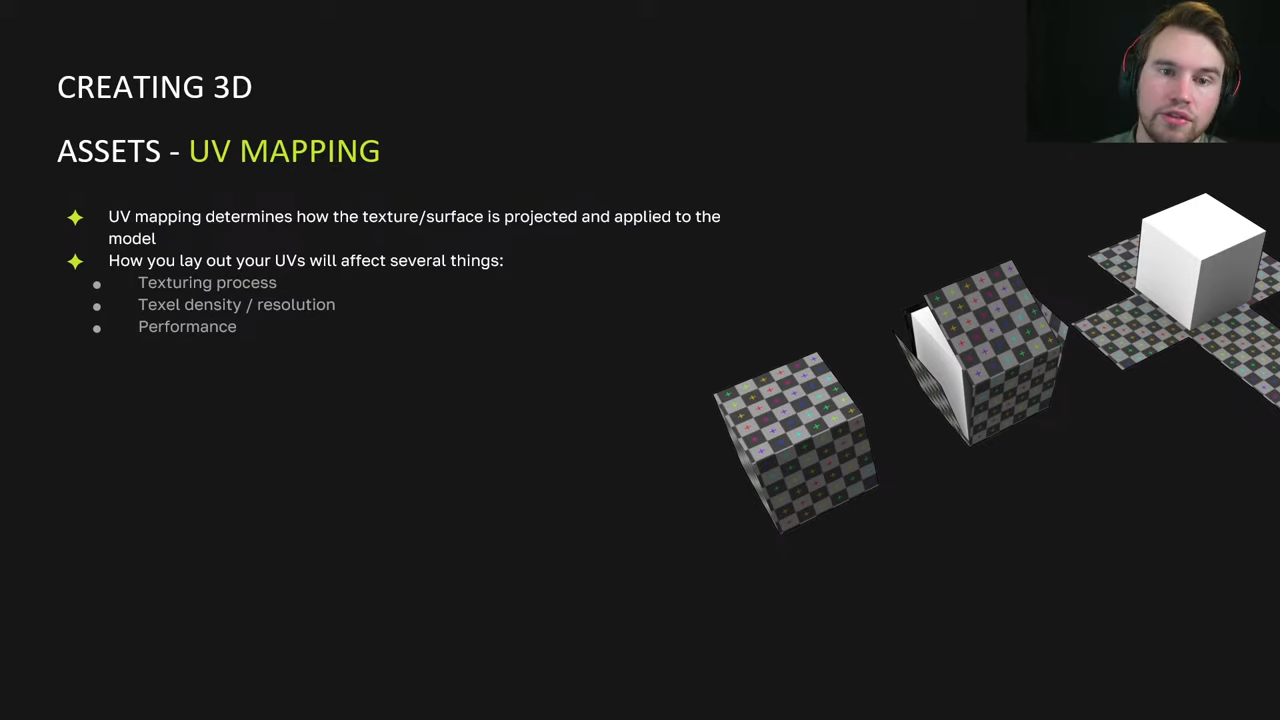 CREATING 3D
ASSETS - UV MAPPING
UV mapping determines how the texture/surface is projected and applied to the
model
How you lay out your UVs will affect several things:
Texturing process
Texel density / resolution
Performance